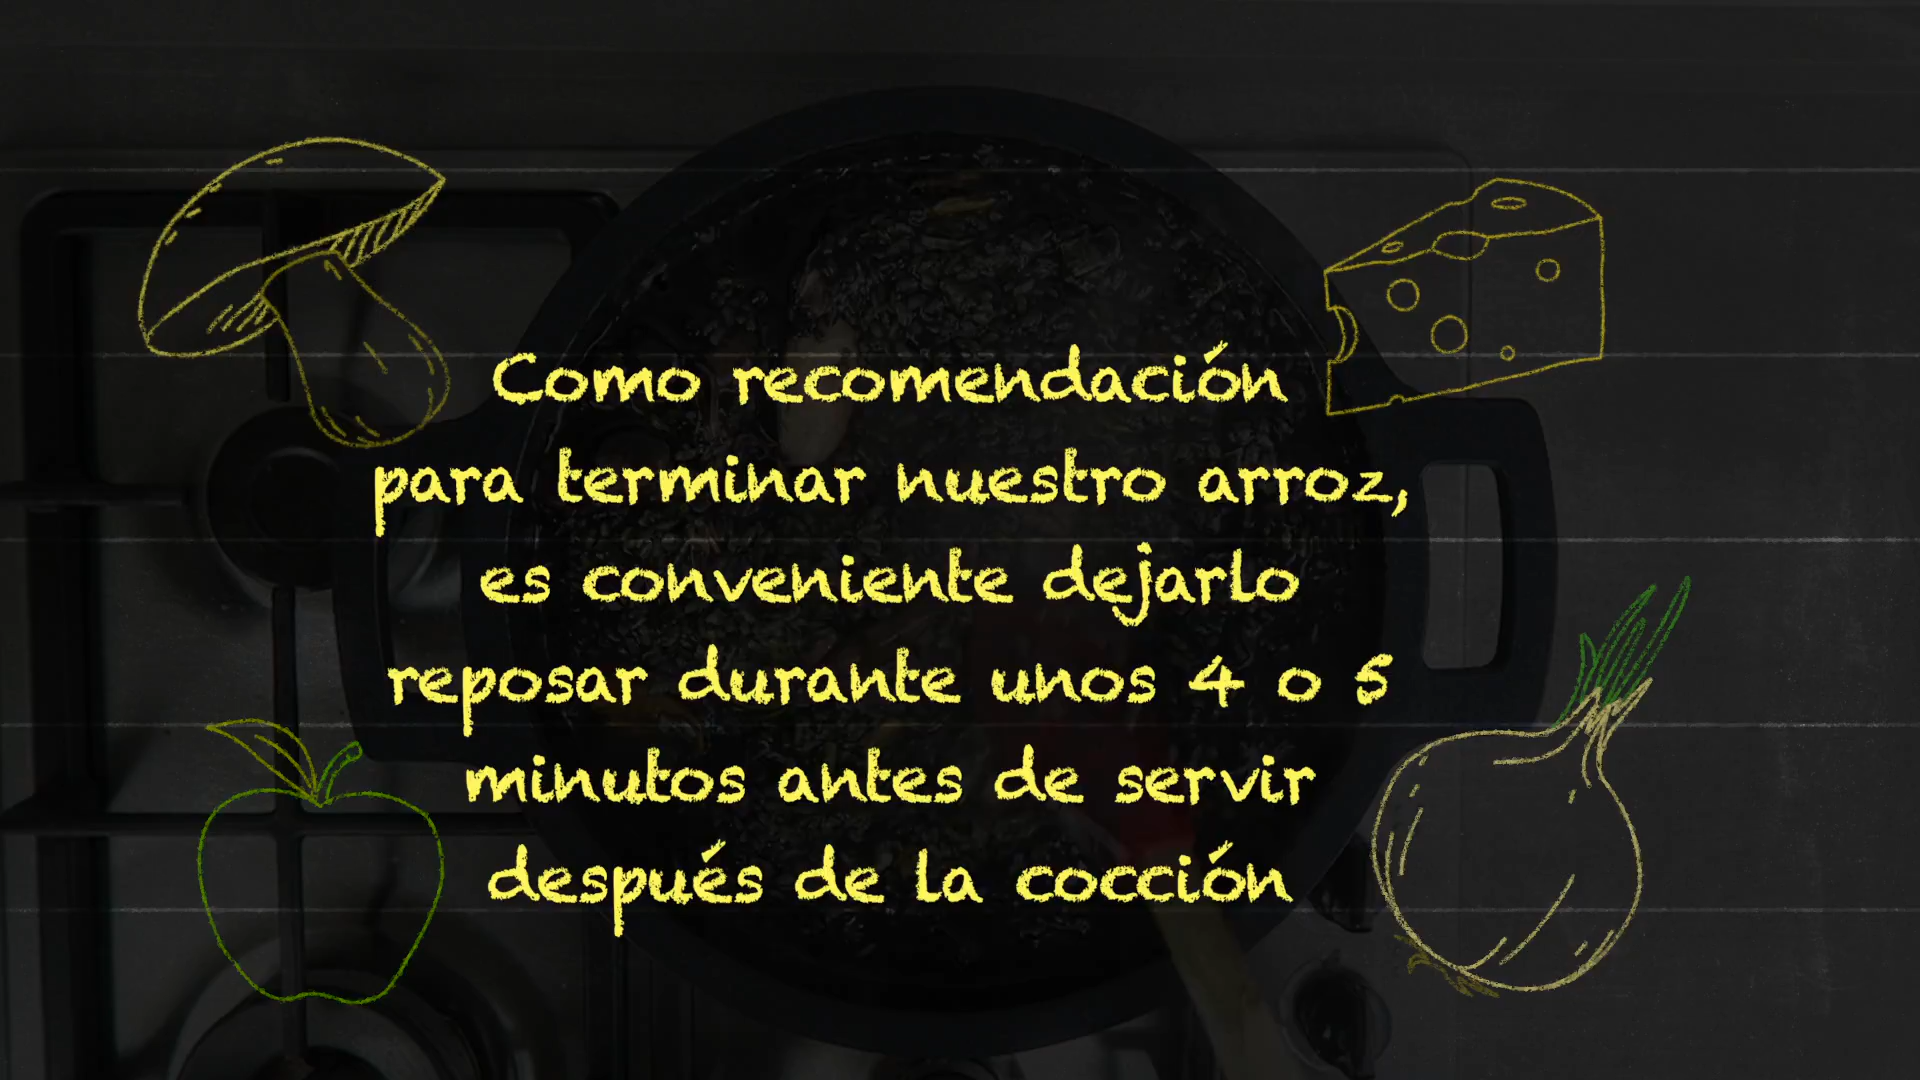 Como recomendación
para terminar nuestro arroz,
es conveniente dejarlo
reposar durante unos 4 o 5
minutos antes de servir
después de la cocción